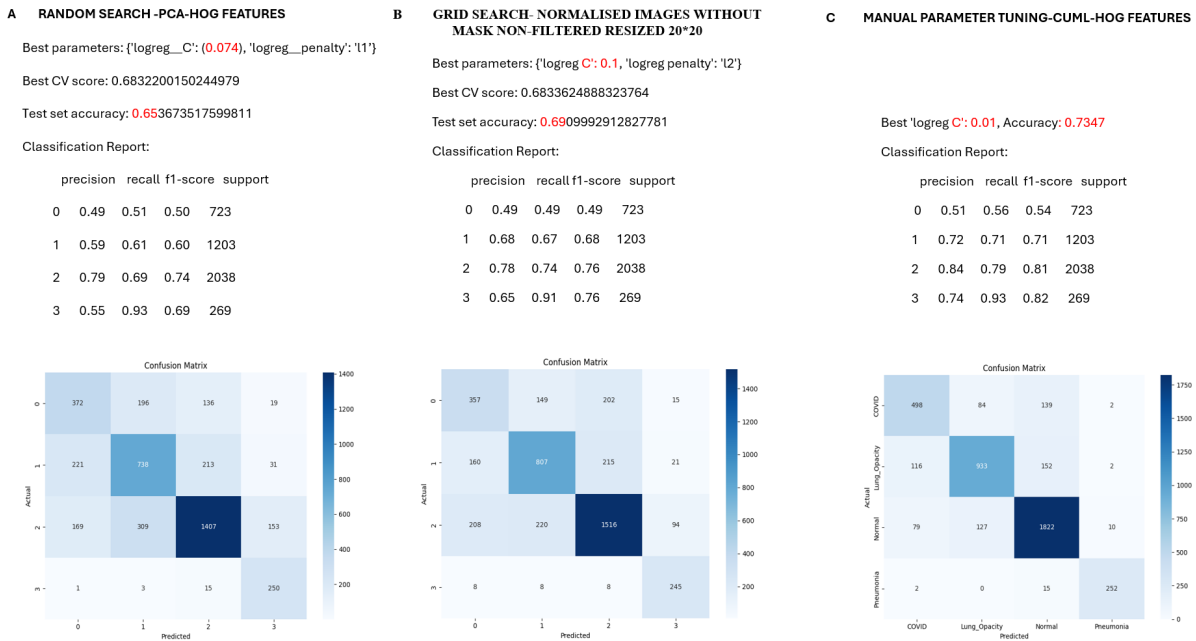 A RANDOM SEARCH -PCA-HOG FEATURES
Best parameters: {'logreg__C': (0.074), 'logreg__penalty': 'l1'}
Best CV score: 0.6832200150244979
Test set accuracy: 0.653673517599811
Classification Report:
precision recall f1-score support
0 0.49 0.51 0.50 723
1 0.59 0.61 0.60 1203
2 0.79 0.69 0.74 2038
3 0.55 0.93 0.69 269
Confusion Matrix
0 372 196 136 19
1 221 738 213 31
2 169 309 1407 153
3 1 3 15 250
0 1 2 3
Actual
Predicted
1400
1200
1000
800
600
400
200
B GRID SEARCH- NORMALISED IMAGES WITHOUT
MASK NON-FILTERED RESIZED 20*20
Best parameters: {'logreg C': 0.1, 'logreg penalty': 'l2'}
Best CV score: 0.6833624888323764
Test set accuracy: 0.6909992912827781
Classification Report:
precision recall f1-score support
0 0.49 0.49 0.49 723
1 0.68 0.67 0.68 1203
2 0.78 0.74 0.76 2038
3 0.65 0.91 0.76 269
Confusion Matrix
0 357 149 202 15
1 160 807 215 21
2 208 220 1516 94
3 8 8 8 245
0 1 2 3
Actual
Predicted
1400
1200
1000
800
600
400
200
C MANUAL PARAMETER TUNING-CUML-HOG FEATURES
Best 'logreg C': 0.01, Accuracy: 0.7347
Classification Report:
precision recall f1-score support
0 0.51 0.56 0.54 723
1 0.72 0.71 0.71 1203
2 0.84 0.79 0.81 2038
3 0.74 0.93 0.82 269
Confusion Matrix
COVID 498 84 139 2
Lung_Opacity 116 933 152 2
Normal 79 127 1822 10
Pneumonia 2 0 15 252
COVID Lung_Opacity Normal Pneumonia
Actual
Predicted
1750
1500
1250
1000
750
500
250
0